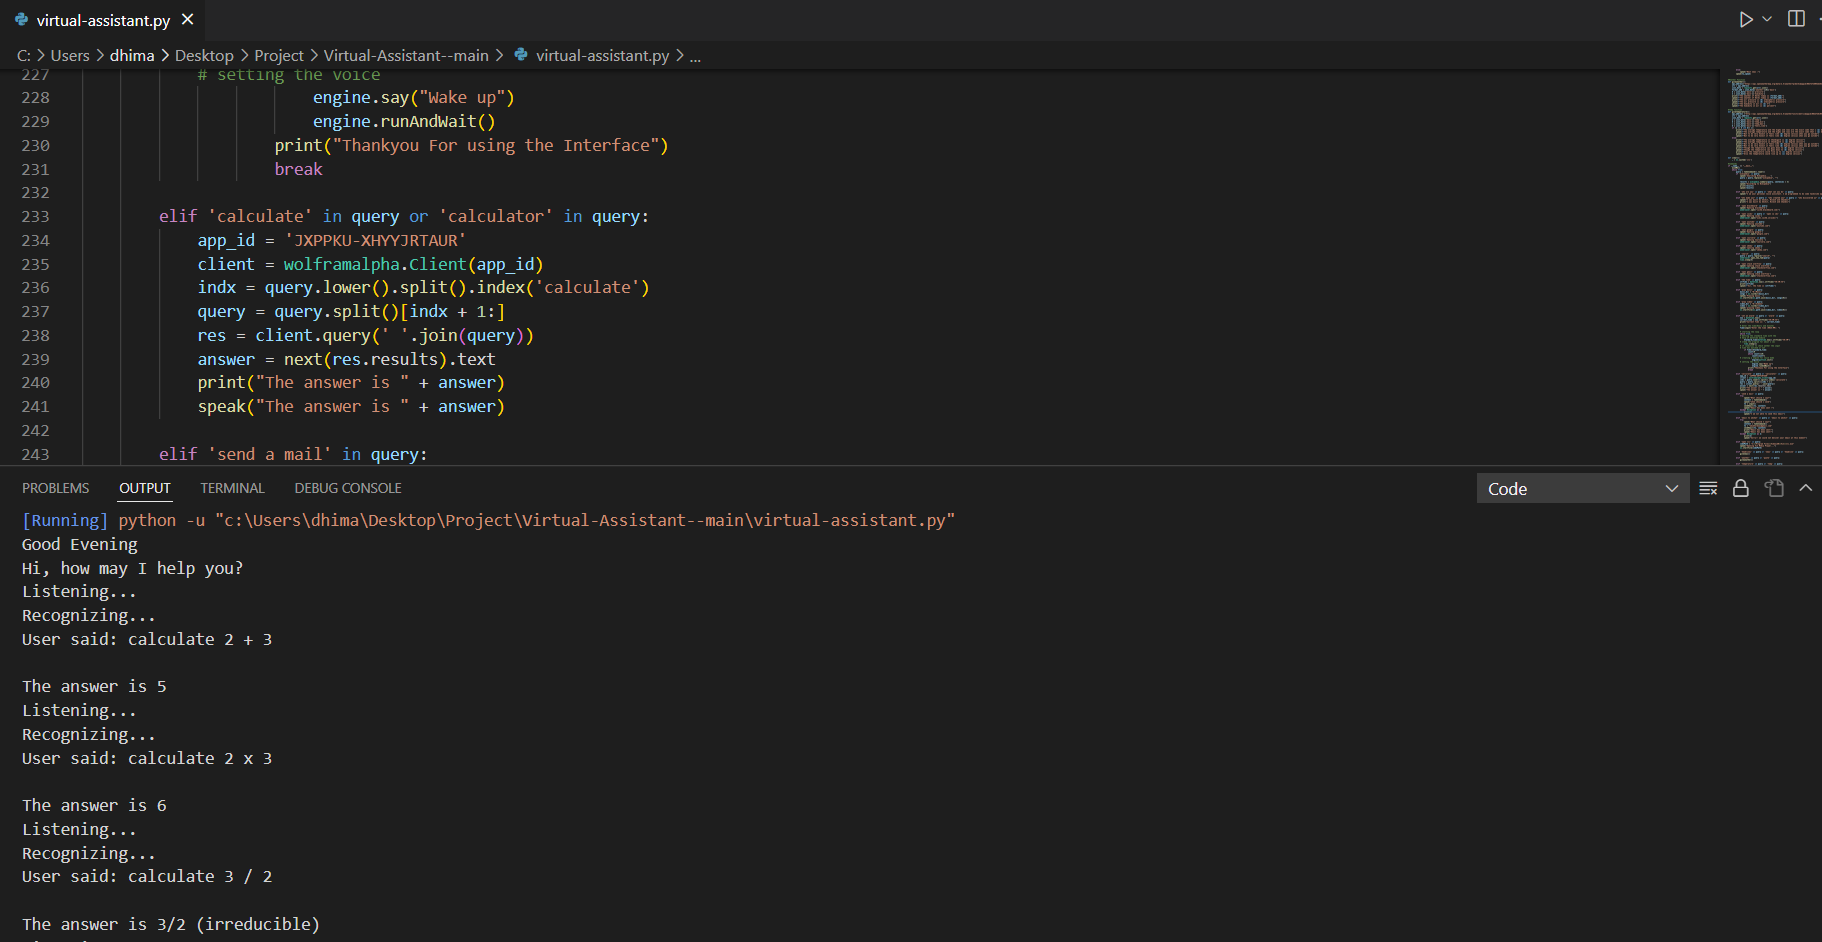 virtual-assistant.py
C: > Users > dhima > Desktop > Project > Virtual-Assistant--main > virtual-assistant.py > ...
227 # setting the voice
228 engine.say("Wake up")
229 engine.runAndWait()
230 print("Thankyou For using the Interface")
231 break
232
233 elif 'calculate' in query or 'calculator' in query:
234 app_id = 'JXPPKU-XHYYJRTAUR'
235 client = wolframalpha.Client(app_id)
236 indx = query.lower().split().index('calculate')
237 query = query.split()[indx + 1:]
238 res = client.query(' '.join(query))
239 answer = next(res.results).text
240 print("The answer is " + answer)
241 speak("The answer is " + answer)
242
243 elif 'send a mail' in query:
PROBLEMS OUTPUT TERMINAL DEBUG CONSOLE Code
[Running] python -u "c:\Users\dhima\Desktop\Project\Virtual-Assistant--main\virtual-assistant.py"
Good Evening
Hi, how may I help you?
Listening...
Recognizing...
User said: calculate 2 + 3
The answer is 5
Listening...
Recognizing...
User said: calculate 2 x 3
The answer is 6
Listening...
Recognizing...
User said: calculate 3 / 2
The answer is 3/2 (irreducible)